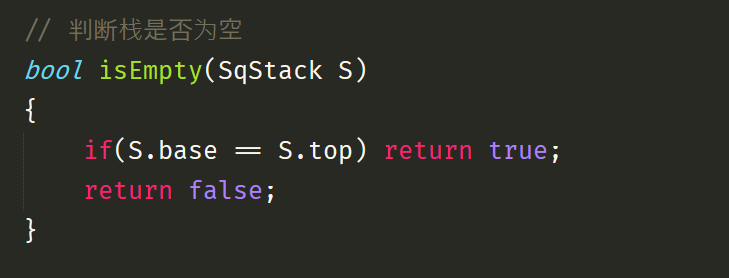 // 判断栈是否为空
bool isEmpty(SqStack S)
{
    if(S.base == S.top) return true;
    return false;
}